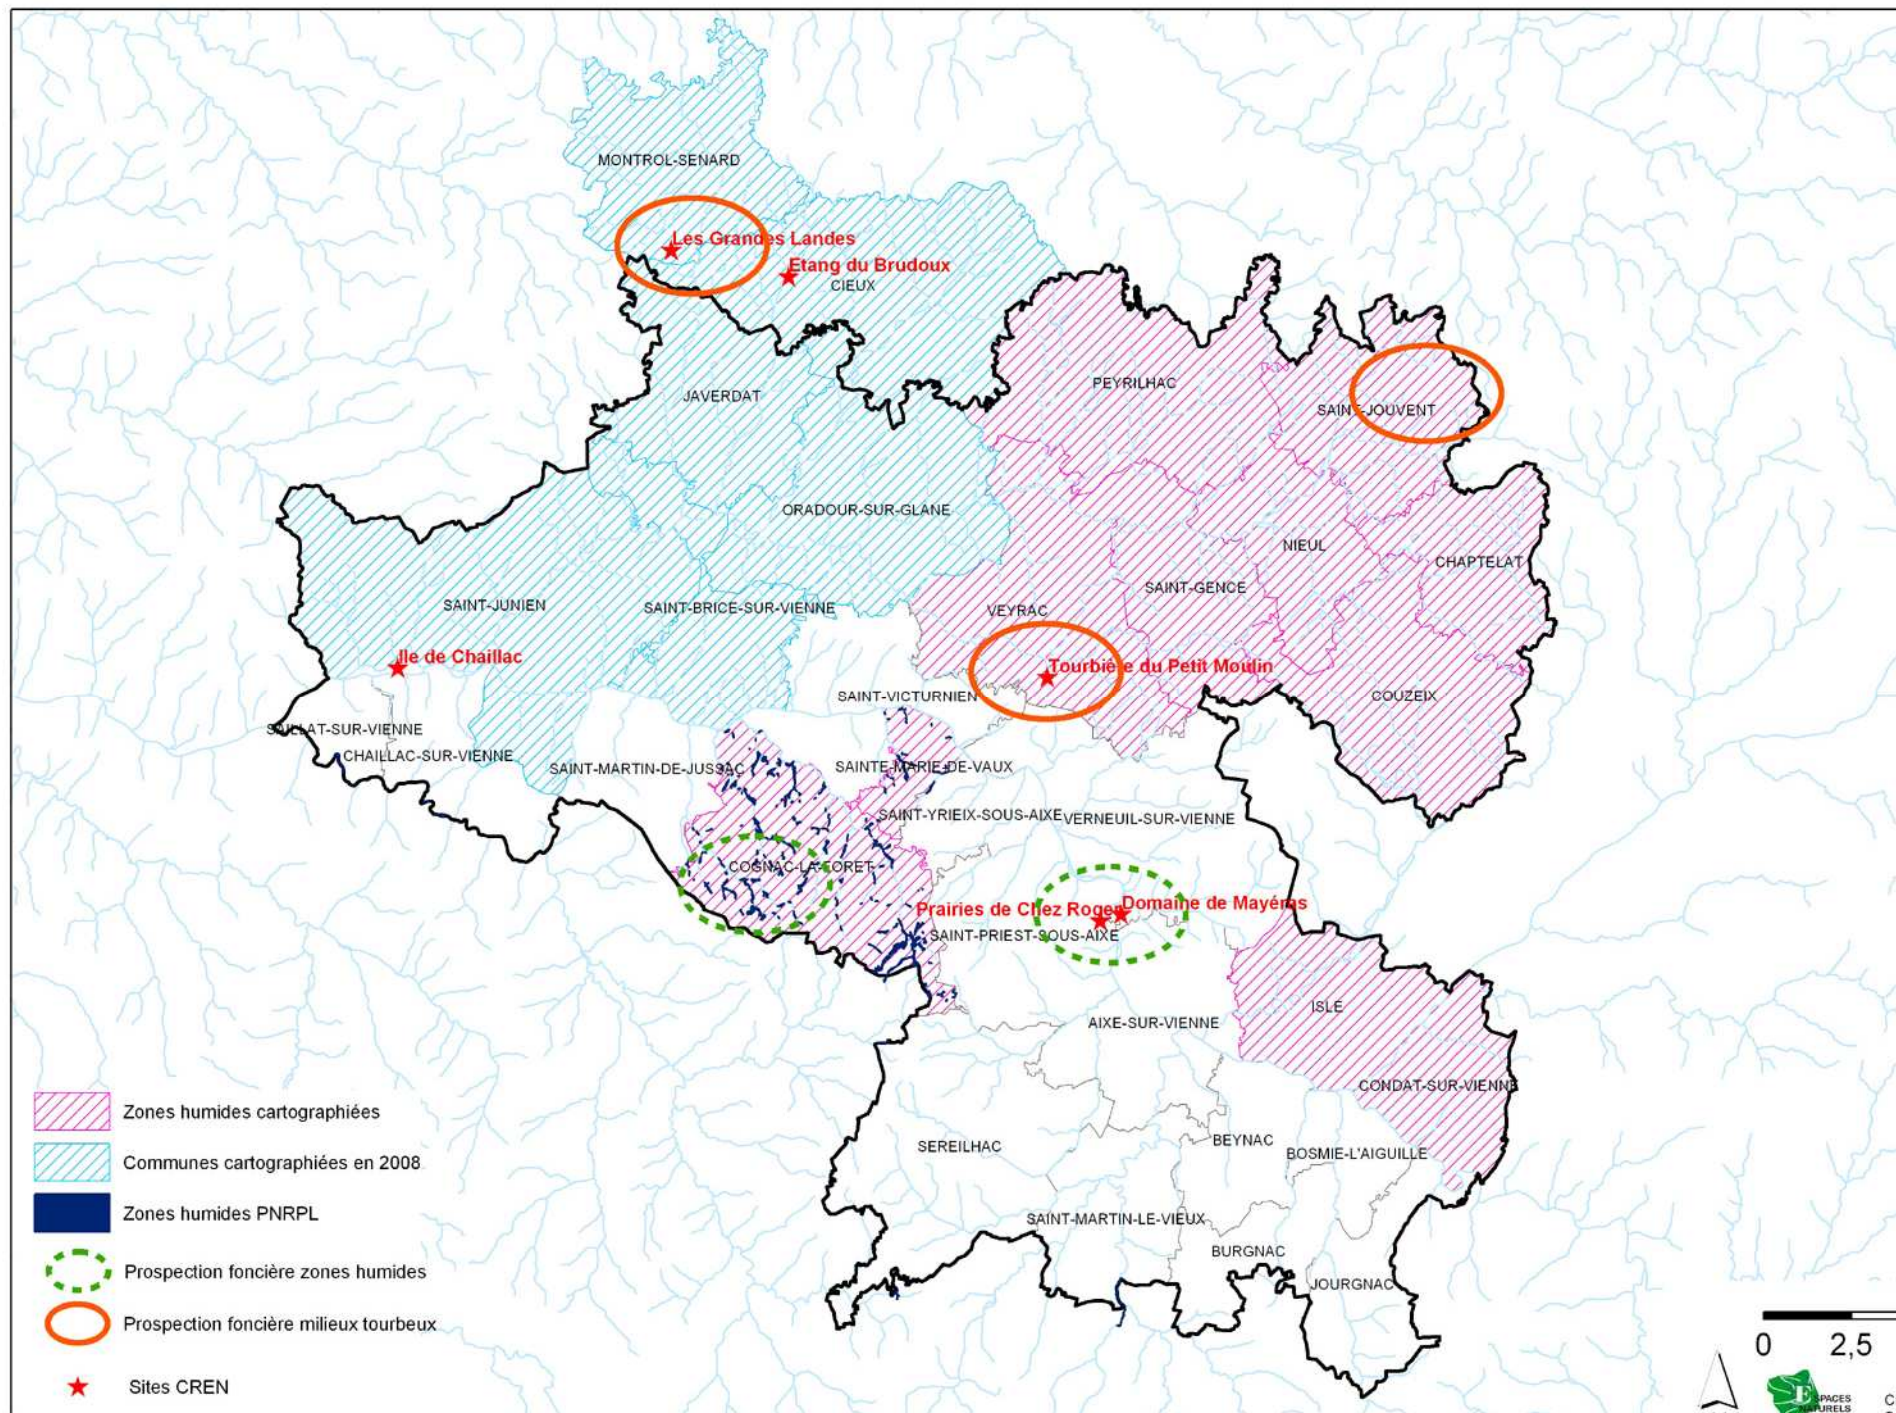 MONTROL-SENARD
Les Grandes Landes
Etang du Brudoux
CIEUX
PEYRILHAC
JAVERDAT
SAINT-JOUVENT
ORADOUR-SUR-GLANE
NIEUL
CHAPTELAT
SAINT-GENCE
SAINT-JUNIEN
SAINT-BRICE-SUR-VIENNE
VEYRAC
Ile de Chaillac
Tourbière du Petit Moulin
SAINT-VICTURNIEN
COUZEIX
SAILLAT-SUR-VIENNE
CHAILLAC-SUR-VIENNE
SAINT-MARTIN-DE-JUSSAC
SAINTE-MARIE-DE-VAUX
SAINT-YRIEIX-SOUS-AIXE
VERNEUIL-SUR-VIENNE
COGNAC-LA-FORET
Prairies de Chez Roger
Domaine de Mayéras
SAINT-PRIEST-SOUS-AIXE
ISLE
AIXE-SUR-VIENNE
CONDAT-SUR-VIENNE
SEREILHAC
BEYNAC
BOSMIE-L'AIGUILLE
SAINT-MARTIN-LE-VIEUX
BURGNAC
JOURGNAC
Zones humides cartographiées
Communes cartographiées en 2008
Zones humides PNRPL
Prospection foncière zones humides
Prospection foncière milieux tourbeux
Sites CREN
0 2,5
ESPACES
NATURELS